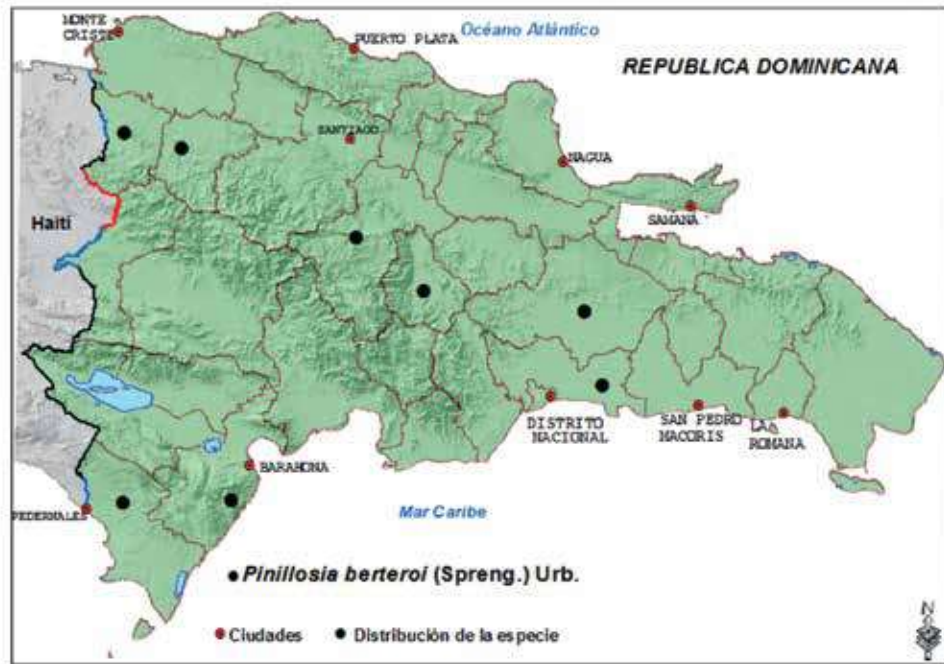 MONTE
CRISTE
PUERTO PLATA
Océano Atlántico
REPUBLICA DOMINICANA
SANTIAGO
NAGUA
SAMANA
Haití
DISTRITO
NACIONAL
SAN PEDRO
MACORIS
LA
ROMANA
BARAHONA
PEDERNALES
Mar Caribe
Pinillosia berteroi (Spreng.) Urb.
Ciudades
Distribución de la especie
N